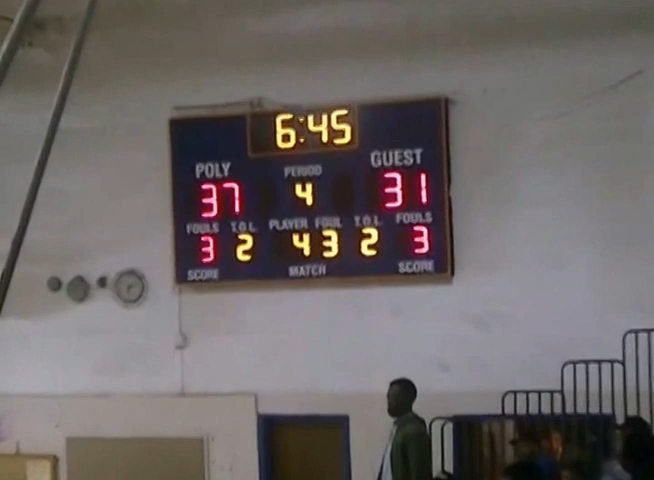 6:45
POLY PERIOD GUEST
37 4 31
FOULS T.O.L. PLAYER FOUL T.O.L. FOULS
3 2 4 3 2 3
SCORE MATCH SCORE